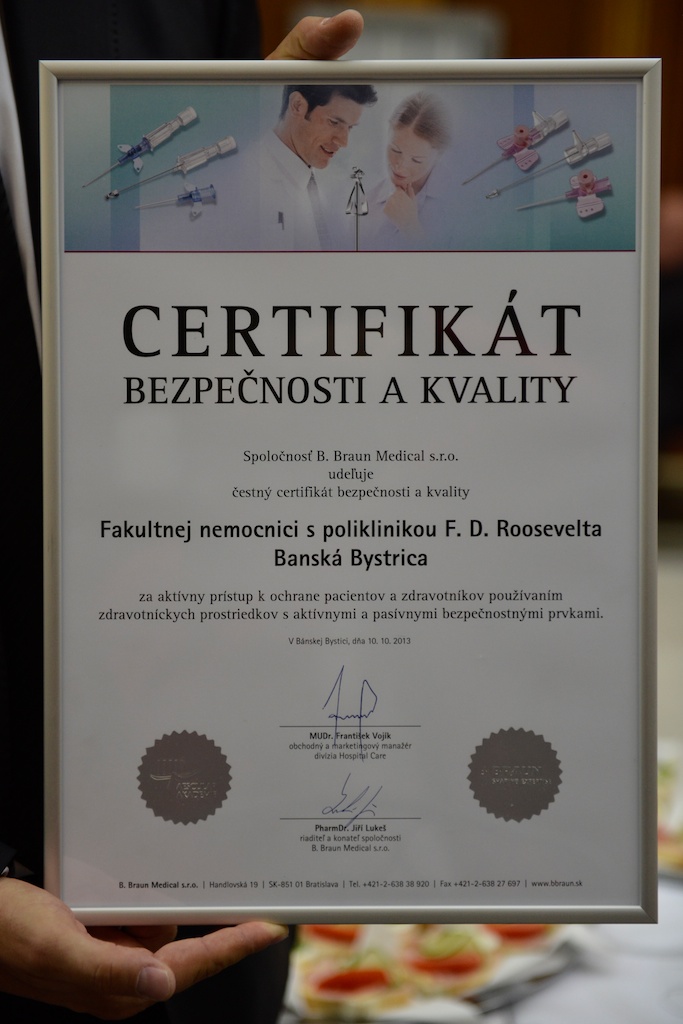 CERTIFIKÁT
BEZPEČNOSTI A KVALITY
Spoločnosť B. Braun Medical s.r.o.
udeľuje
čestný certifikát bezpečnosti a kvality
Fakultnej nemocnici s poliklinikou F. D. Roosevelta
Banská Bystrica
za aktívny prístup k ochrane pacientov a zdravotníkov používaním
zdravotníckych prostriedkov s aktívnymi a pasívnymi bezpečnostnými prvkami.
V Bánskej Bystici, dňa 10. 10. 2013
MUDr. František Vojik
obchodný a marketingový manažér
divízia Hospital Care
PharmDr. Jiří Lukeš
riaditeľ a konateľ spoločnosti
B. Braun Medical s.r.o.
B. Braun Medical s.r.o. | Handlovská 19 | SK-851 01 Bratislava | Tel. +421-2-638 38 920 | Fax +421-2-638 27 697 | www.bbraun.sk